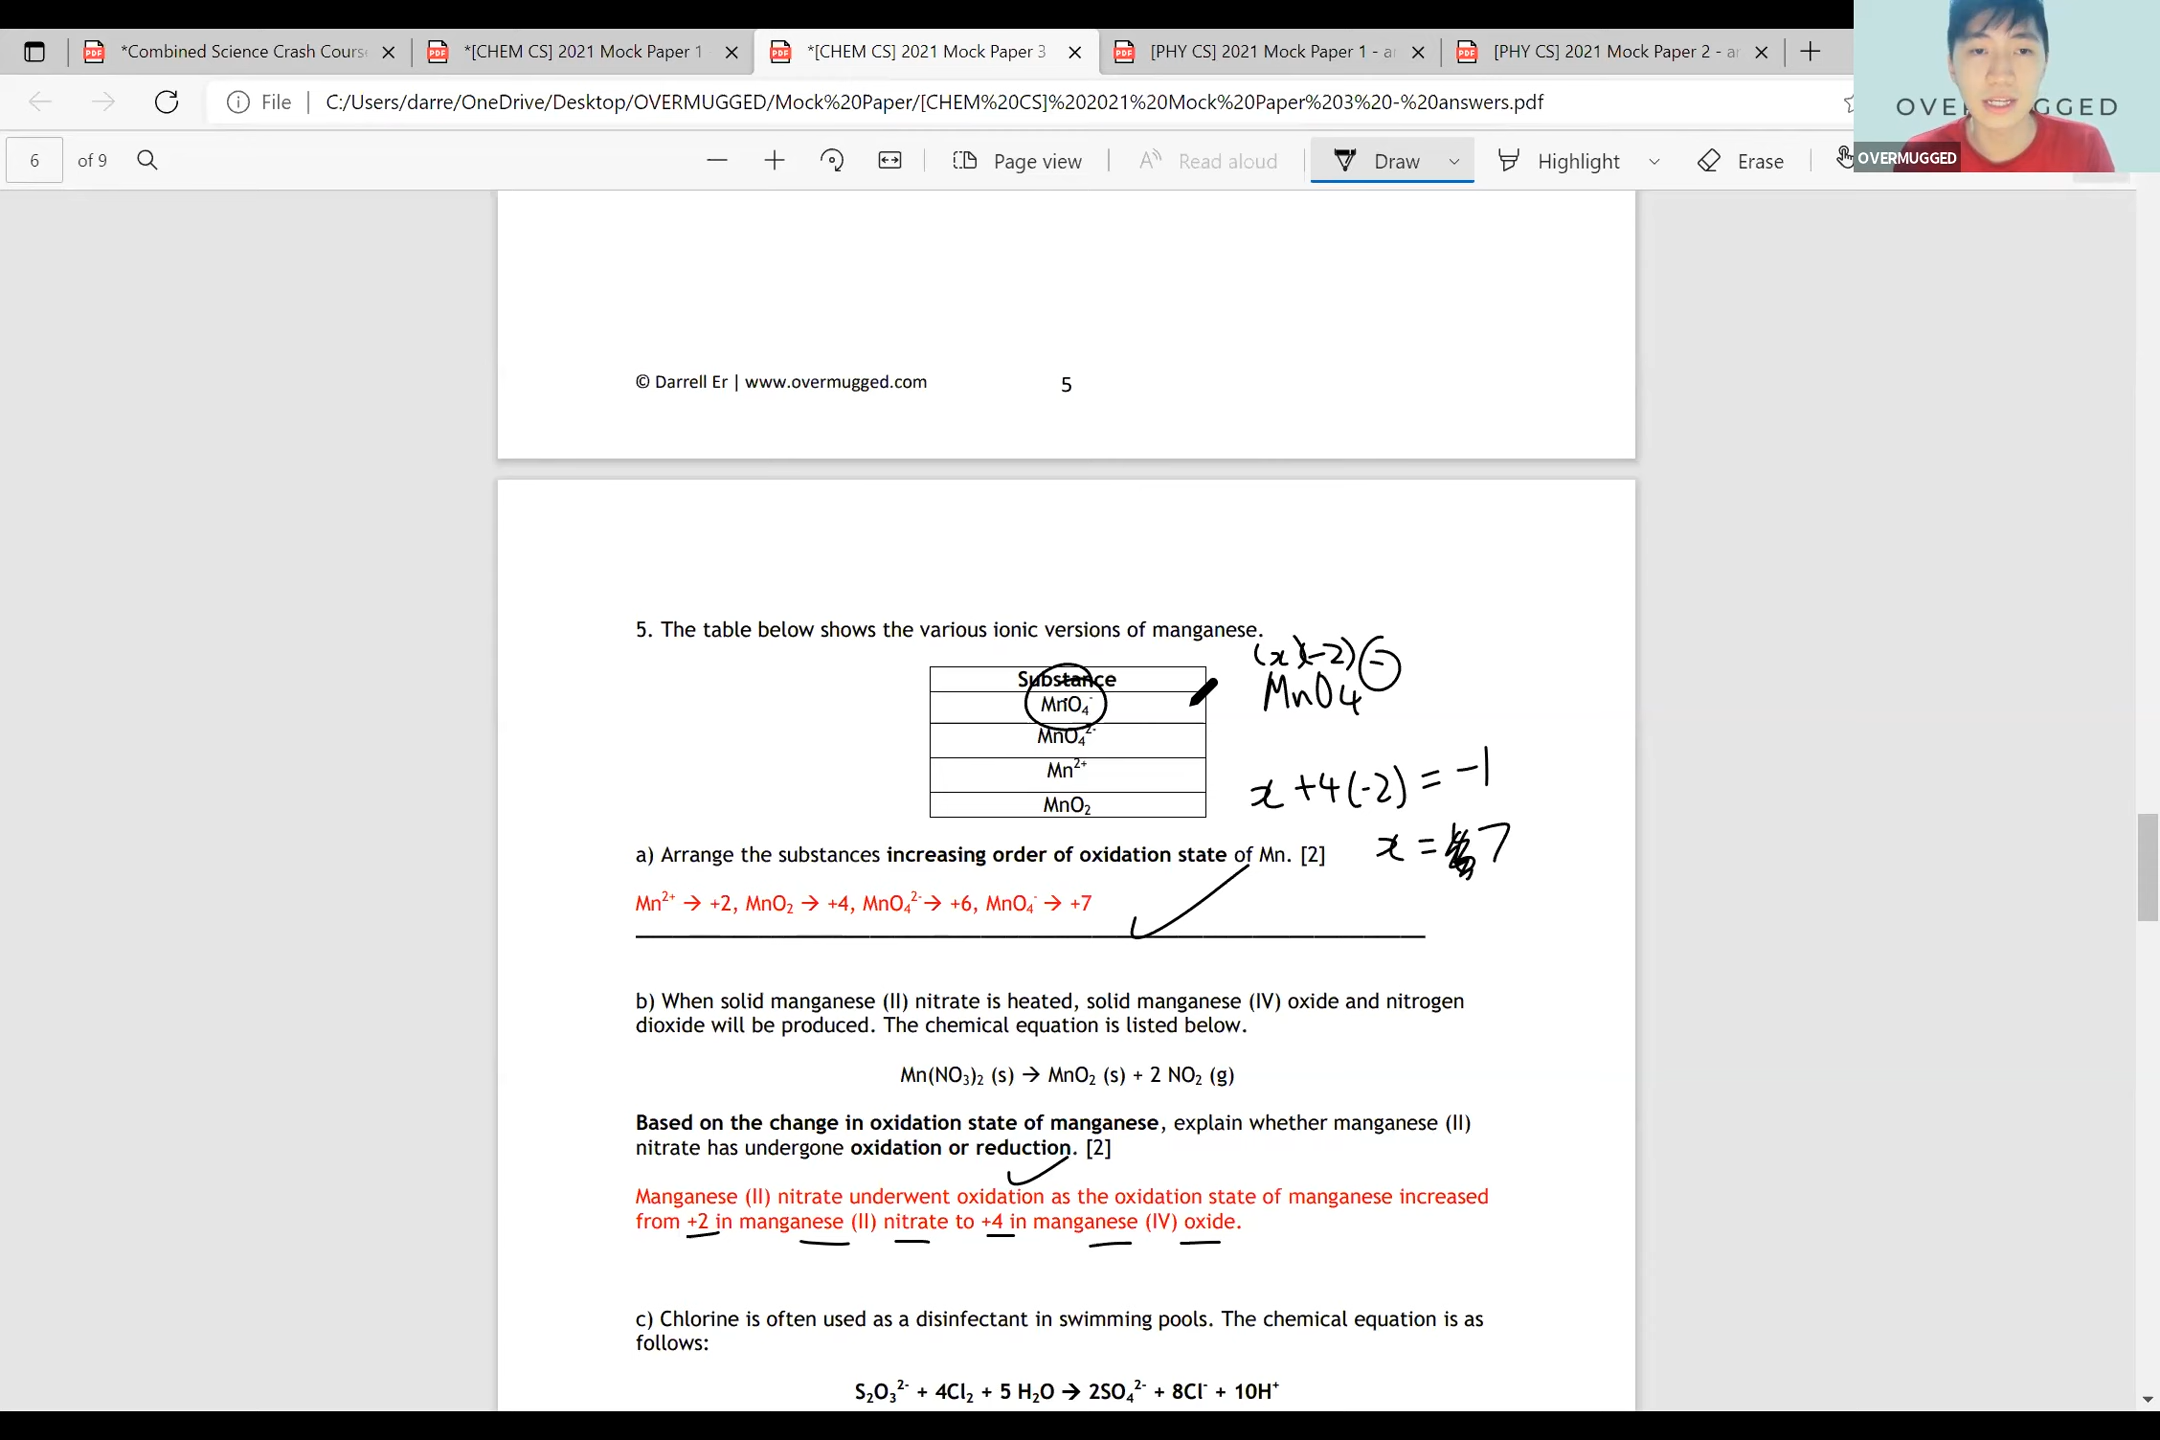 *Combined Science Crash Cours
*[CHEM CS] 2021 Mock Paper 1
*[CHEM CS] 2021 Mock Paper 3
[PHY CS] 2021 Mock Paper 1 - a
[PHY CS] 2021 Mock Paper 2 - a
File
C:/Users/darre/OneDrive/Desktop/OVERMUGGED/Mock%20Paper/[CHEM%20CS]%202021%20Mock%20Paper%203%20-%20answers.pdf
OVERMUGGED
6 of 9
Page view
Read aloud
Draw
Highlight
Erase
© Darrell Er | www.overmugged.com 5
5. The table below shows the various ionic versions of manganese.
Substance
MnO₄⁻
MnO₄²⁻
Mn²⁺
MnO₂
(x)(-2) -
MnO4
x +4(-2) = -1
x = 7
a) Arrange the substances increasing order of oxidation state of Mn. [2]
Mn²⁺ → +2, MnO₂ → +4, MnO₄²⁻→ +6, MnO₄⁻ → +7
b) When solid manganese (II) nitrate is heated, solid manganese (IV) oxide and nitrogen
dioxide will be produced. The chemical equation is listed below.
Mn(NO₃)₂ (s) → MnO₂ (s) + 2 NO₂ (g)
Based on the change in oxidation state of manganese, explain whether manganese (II)
nitrate has undergone oxidation or reduction. [2]
Manganese (II) nitrate underwent oxidation as the oxidation state of manganese increased
from +2 in manganese (II) nitrate to +4 in manganese (IV) oxide.
c) Chlorine is often used as a disinfectant in swimming pools. The chemical equation is as
follows:
S₂O₃²⁻ + 4Cl₂ + 5 H₂O → 2SO₄²⁻ + 8Cl⁻ + 10H⁺